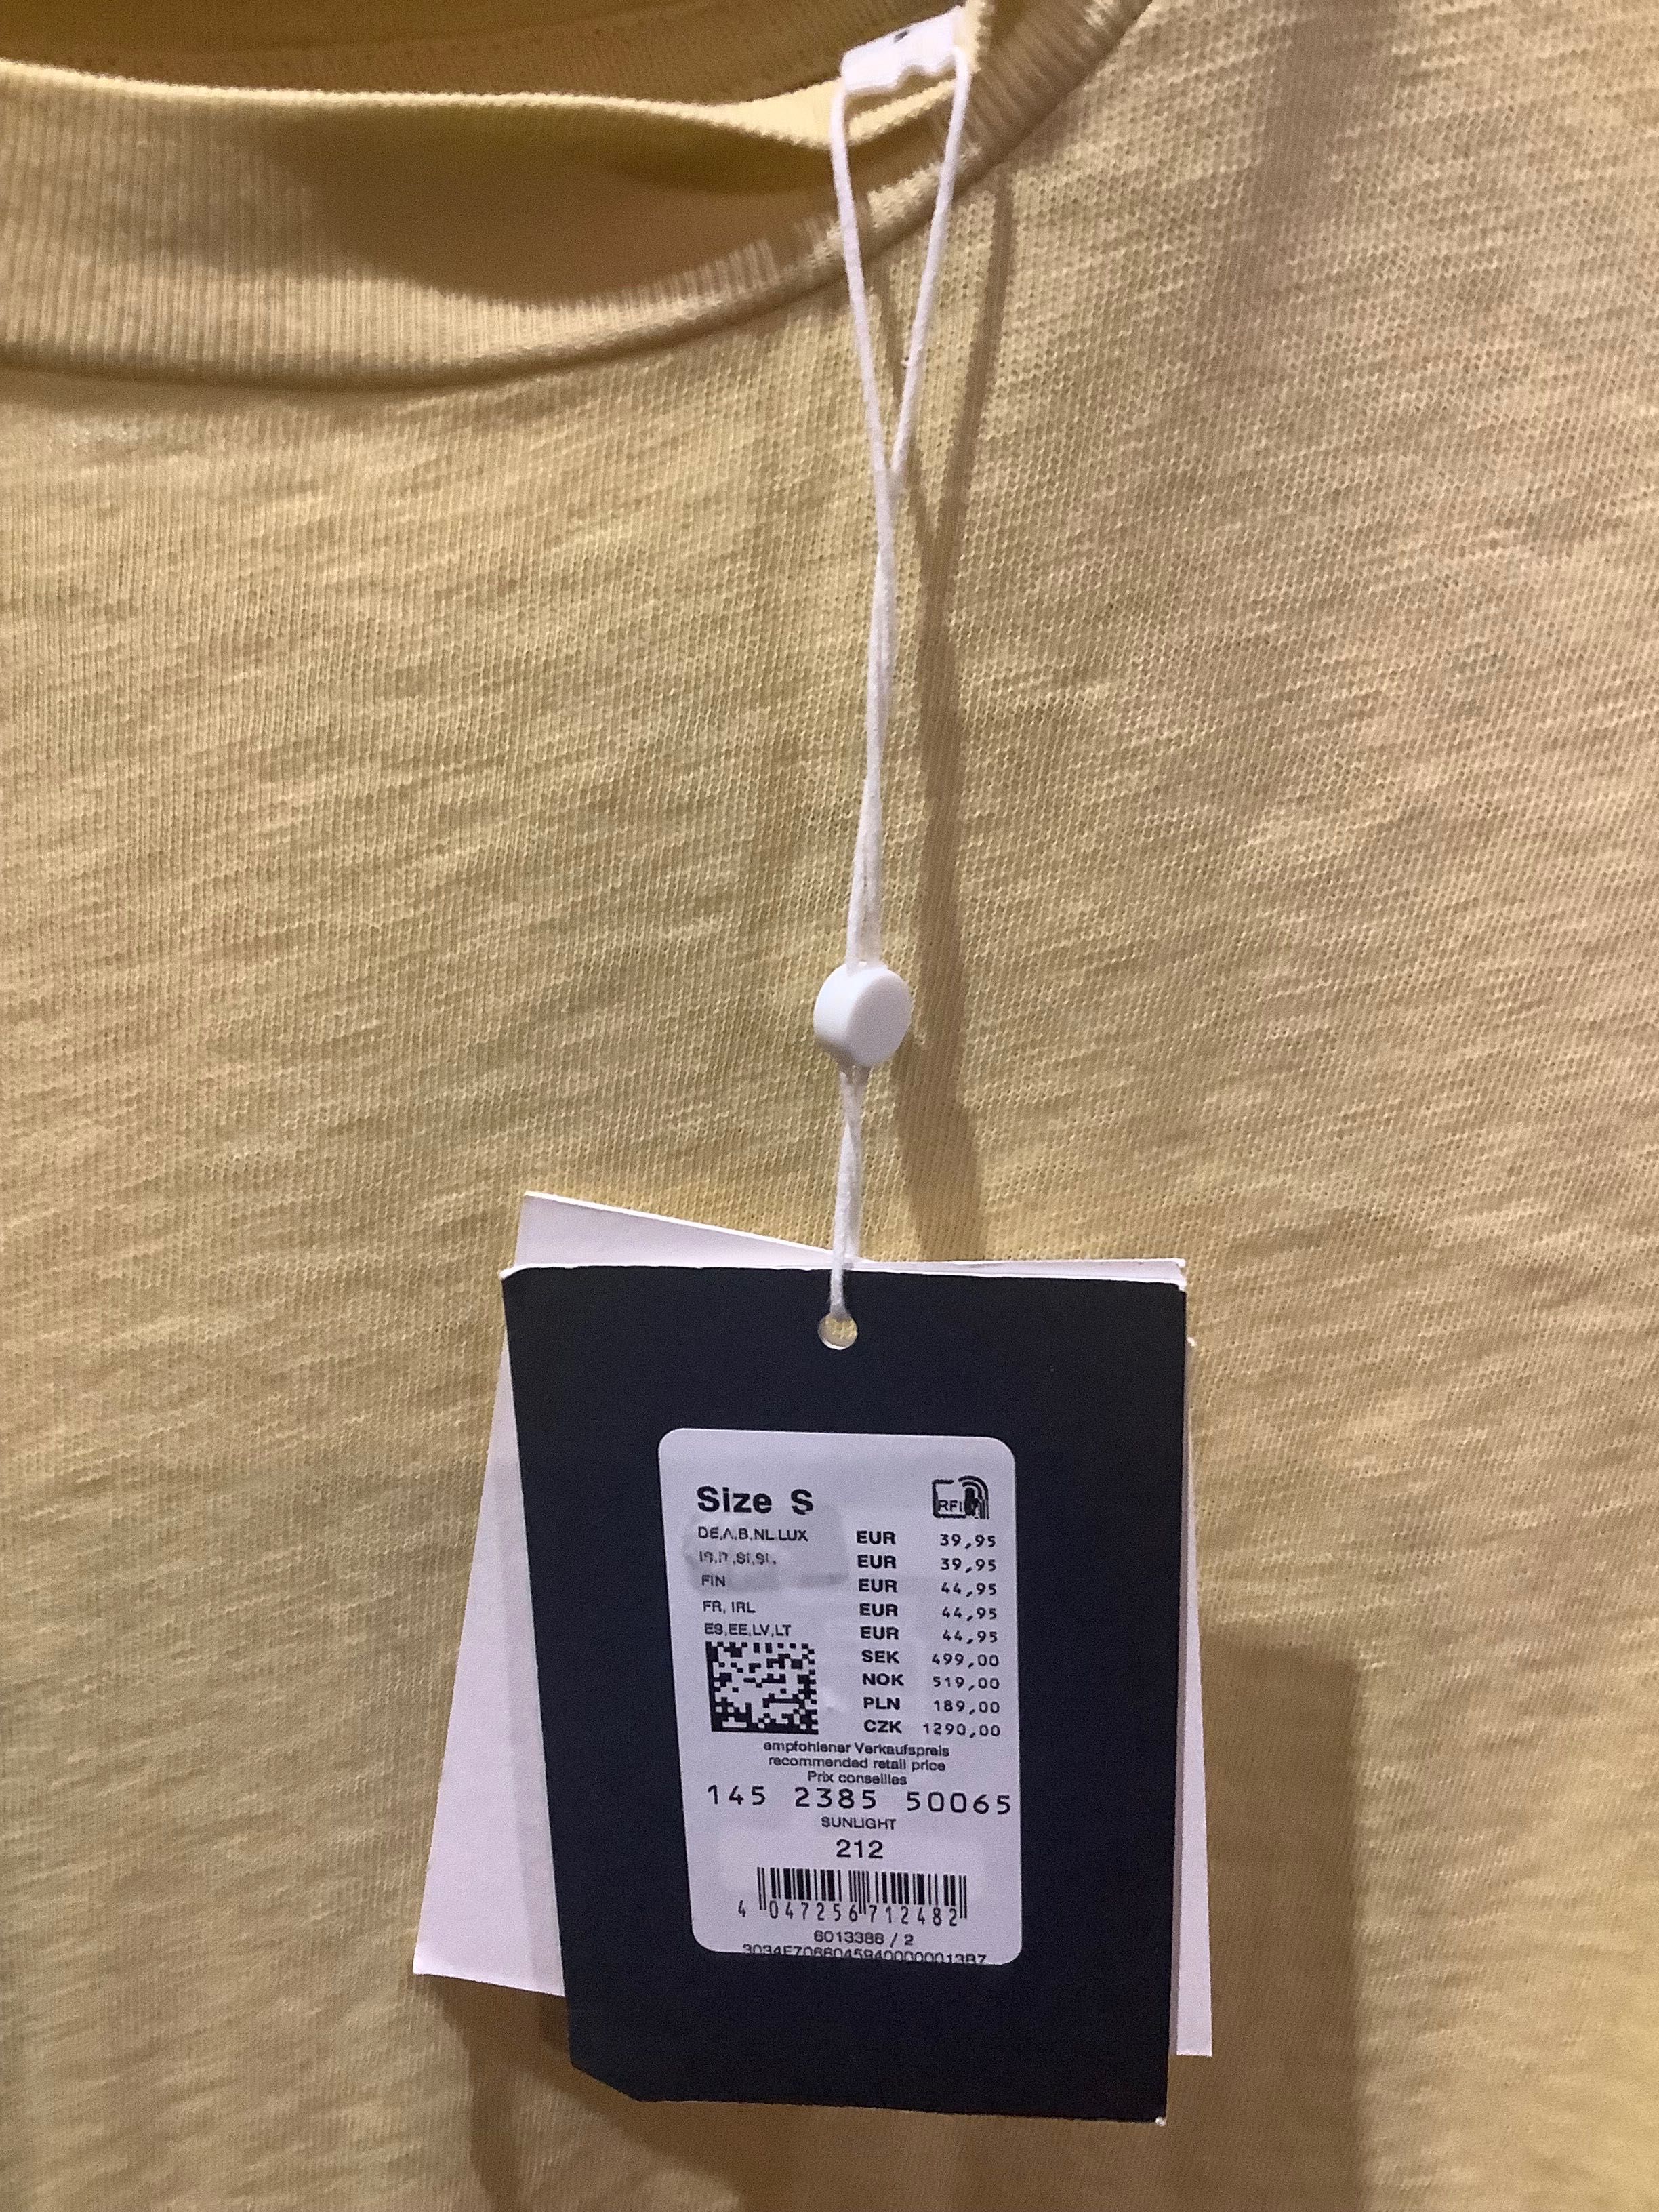 Size S
RFID
DE,A,B,NL,LUX EUR 39,95
EUR 39,95
FIN EUR 44,95
FR, IRL EUR 44,95
ES,EE,LV,LT EUR 44,95
SEK 499,00
NOK 519,00
PLN 189,00
CZK 1290,00
empfohlener Verkaufspreis
recommended retail price
Prix conseilles
145 2385 50065
SUNLIGHT
212
4 047256 712482
6013386 / 2